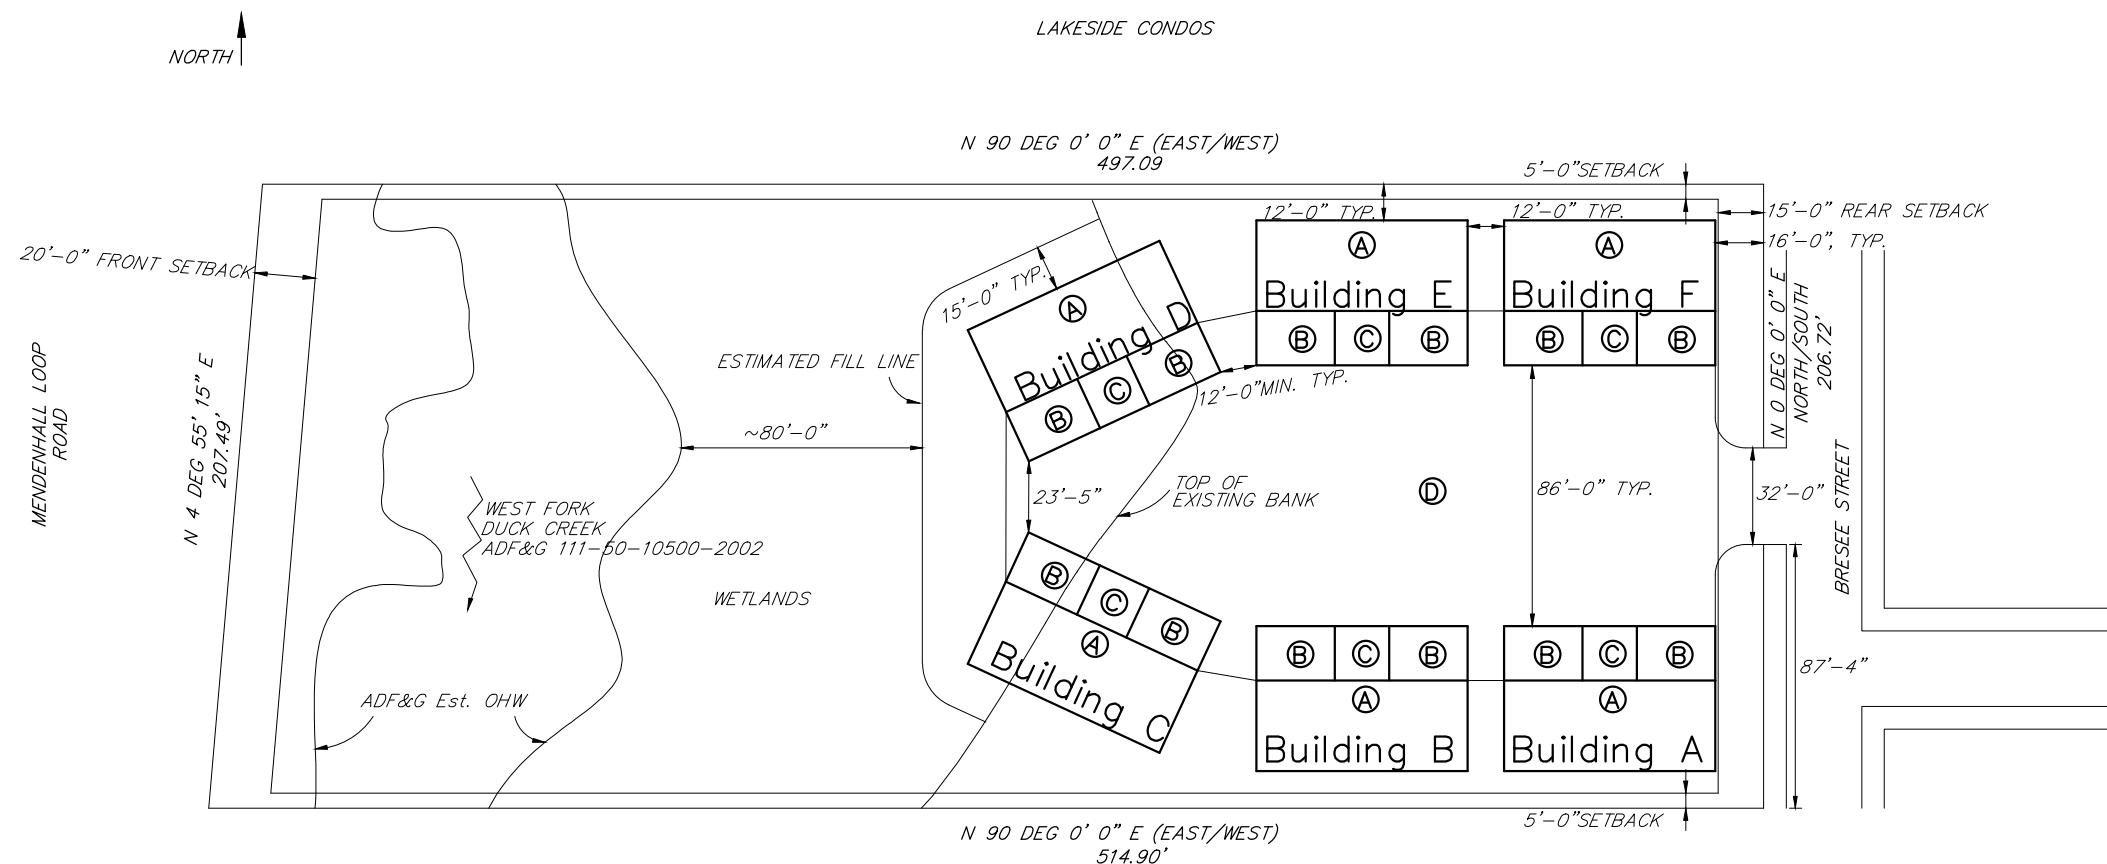 LAKESIDE CONDOS
NORTH
N 90 DEG 0' 0" E (EAST/WEST)
497.09
5'-0"SETBACK
12'-0" TYP.
12'-0" TYP.
15'-0" REAR SETBACK
16'-0", TYP.
20'-0" FRONT SETBACK
15'-0" TYP.
A
Building D
B
C
B
A
Building E
B
C
B
A
Building F
B
C
B
N 0 DEG 0' 0" E
NORTH/SOUTH
206.72'
MENDENHALL LOOP
ROAD
N 4 DEG 55' 15" E
207.49'
ESTIMATED FILL LINE
12'-0"MIN. TYP.
~80'-0"
23'-5"
TOP OF
EXISTING BANK
D
86'-0" TYP.
32'-0"
BRESEE STREET
WEST FORK
DUCK CREEK
ADF&G 111-50-10500-2002
WETLANDS
B
C
B
A
Building C
B
C
B
A
Building B
B
C
B
A
Building A
87'-4"
ADF&G Est. OHW
5'-0"SETBACK
N 90 DEG 0' 0" E (EAST/WEST)
514.90'